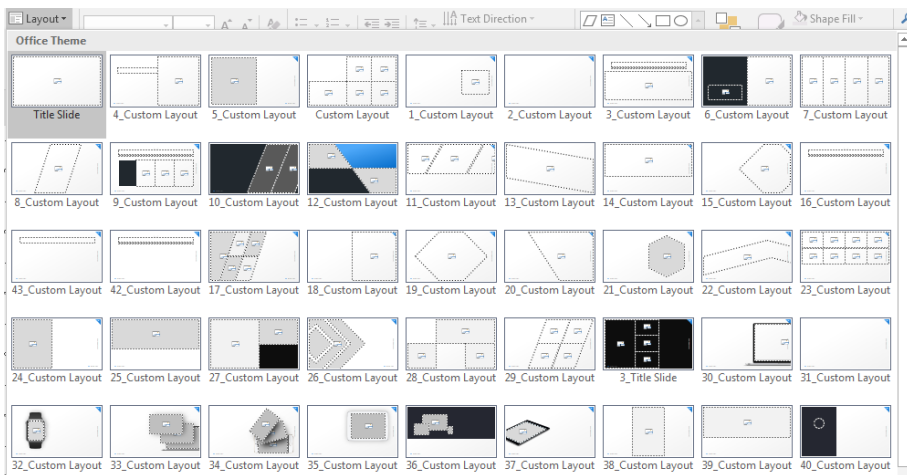 Layout Text Direction Shape Fill
Office Theme
Title Slide 4_Custom Layout 5_Custom Layout Custom Layout 1_Custom Layout 2_Custom Layout 3_Custom Layout 6_Custom Layout 7_Custom Layout
8_Custom Layout 9_Custom Layout 10_Custom Layout 12_Custom Layout 11_Custom Layout 13_Custom Layout 14_Custom Layout 15_Custom Layout 16_Custom Layout
43_Custom Layout 42_Custom Layout 17_Custom Layout 18_Custom Layout 19_Custom Layout 20_Custom Layout 21_Custom Layout 22_Custom Layout 23_Custom Layout
24_Custom Layout 25_Custom Layout 27_Custom Layout 26_Custom Layout 28_Custom Layout 29_Custom Layout 3_Title Slide 30_Custom Layout 31_Custom Layout
32_Custom Layout 33_Custom Layout 34_Custom Layout 35_Custom Layout 36_Custom Layout 37_Custom Layout 38_Custom Layout 39_Custom Layout 40_Custom Layout